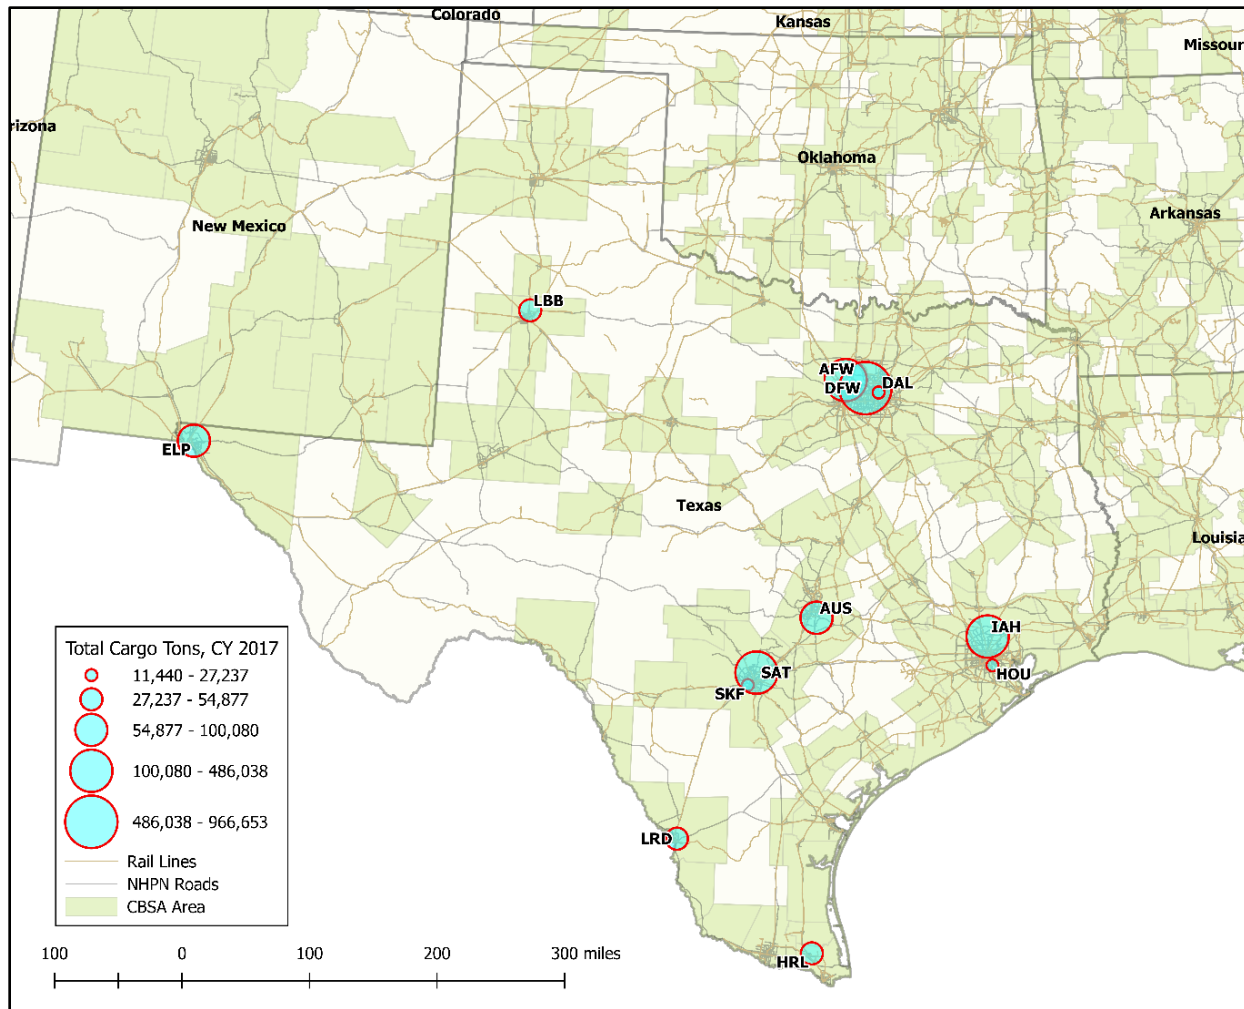 Colorado
Kansas
Missour
rizona
Oklahoma
Arkansas
New Mexico
LBB
AFW
DAL
DFW
ELP
Texas
Louisia
AUS
IAH
SAT
HOU
SKF
Total Cargo Tons, CY 2017
11,440 - 27,237
27,237 - 54,877
54,877 - 100,080
100,080 - 486,038
486,038 - 966,653
Rail Lines
NHPN Roads
CBSA Area
LRD
HRL
100 0 100 200 300 miles